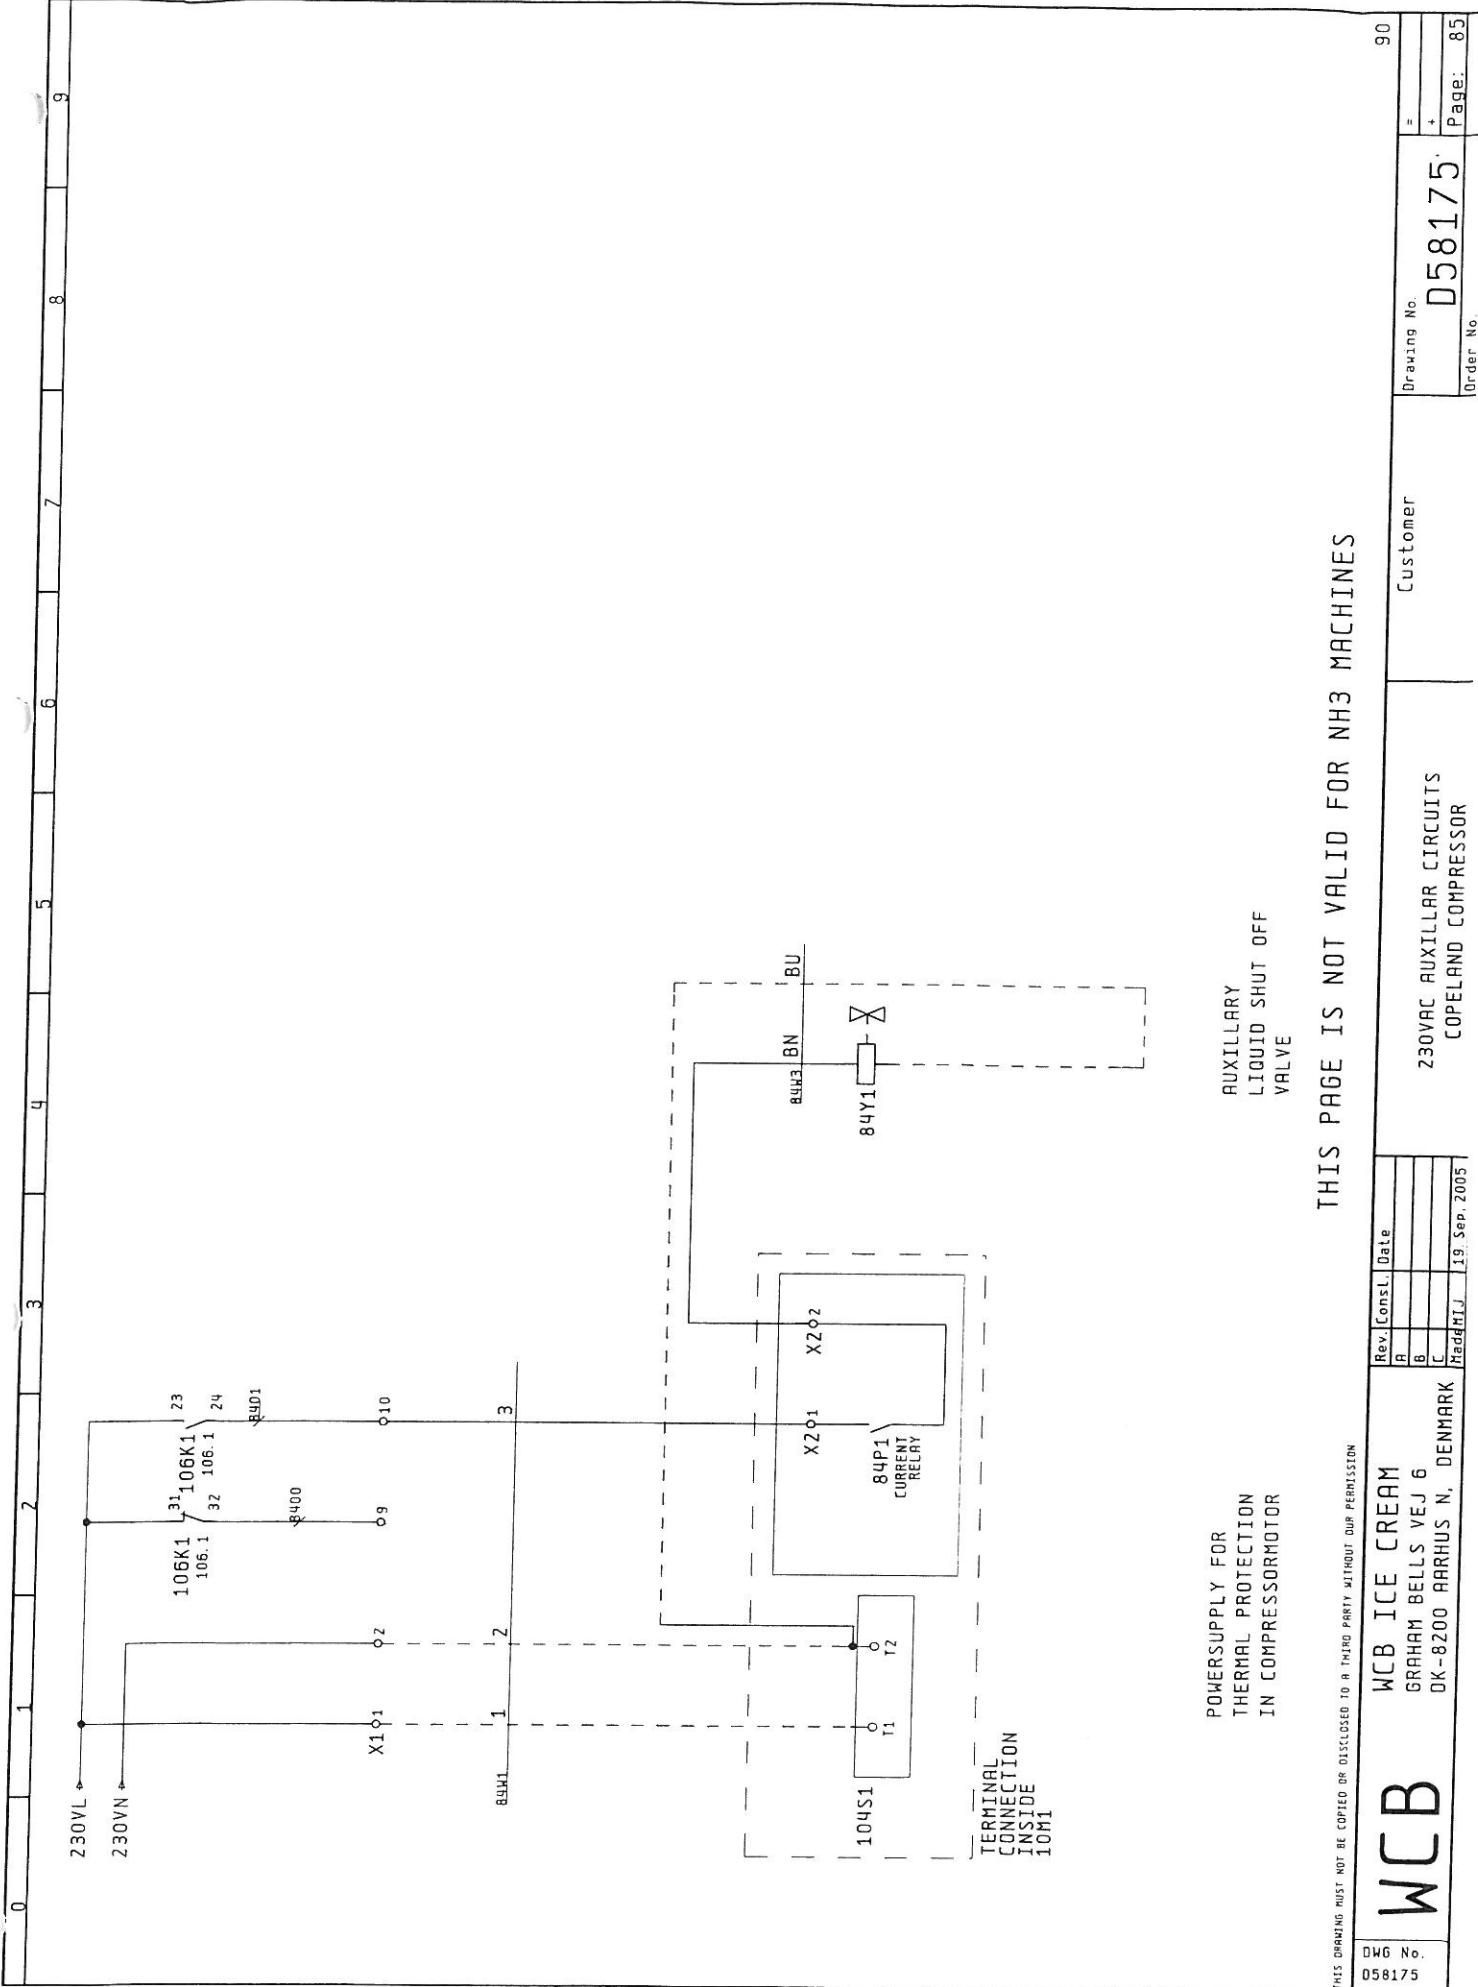 0 1 2 3 4 5 6 7 8 9
230VL
230VN
106K1
106.1
31
32
8400
106K1
106.1
23
24
8401
X1 1
2
9
10
84W1
1
2
3
104S1
T1
T2
X2 1
X2 2
84P1
CURRENT
RELAY
84W3
BN
BU
84Y1
TERMINAL
CONNECTION
INSIDE
10M1
POWERSUPPLY FOR
THERMAL PROTECTION
IN COMPRESSORMOTOR
AUXILLARY
LIQUID SHUT OFF
VALVE
THIS PAGE IS NOT VALID FOR NH3 MACHINES
90
THIS DRAWING MUST NOT BE COPIED OR DISCLOSED TO A THIRD PARTY WITHOUT OUR PERMISSION
DWG No.
D58175
WCB
WCB ICE CREAM
GRAHAM BELLS VEJ 6
DK-8200 AARHUS N, DENMARK
Rev. Const. Date
A
B
C
Made MIJ 19. Sep. 2005
230VAC AUXILLAR CIRCUITS
COPELAND COMPRESSOR
Customer
Drawing No.
D58175
Order No.
=
+
Page: 85